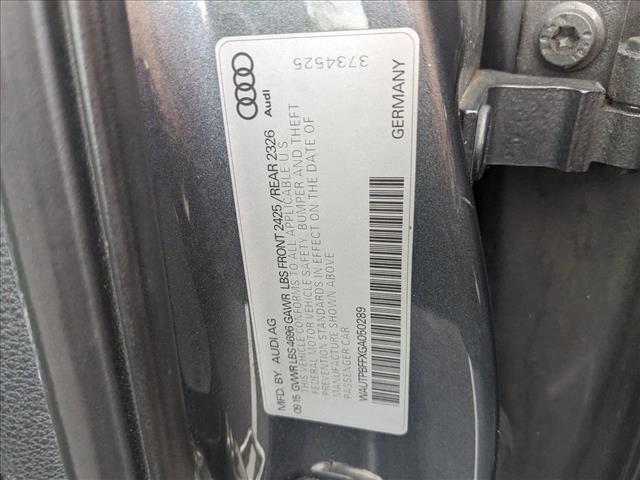 Audi
MFD. BY AUDI AG
09 15 GVWR LBS 4696 GAWR LBS FRONT 2425 /REAR 2326
THIS VEHICLE CONFORMS TO ALL APPLICABLE U.S.
FEDERAL MOTOR VEHICLE SAFETY, BUMPER AND THEFT
PREVENTION STANDARDS IN EFFECT ON THE DATE OF
MANUFACTURE SHOWN ABOVE
PASSENGER CAR
WAUTPBFFXGA050289
GERMANY
3734525